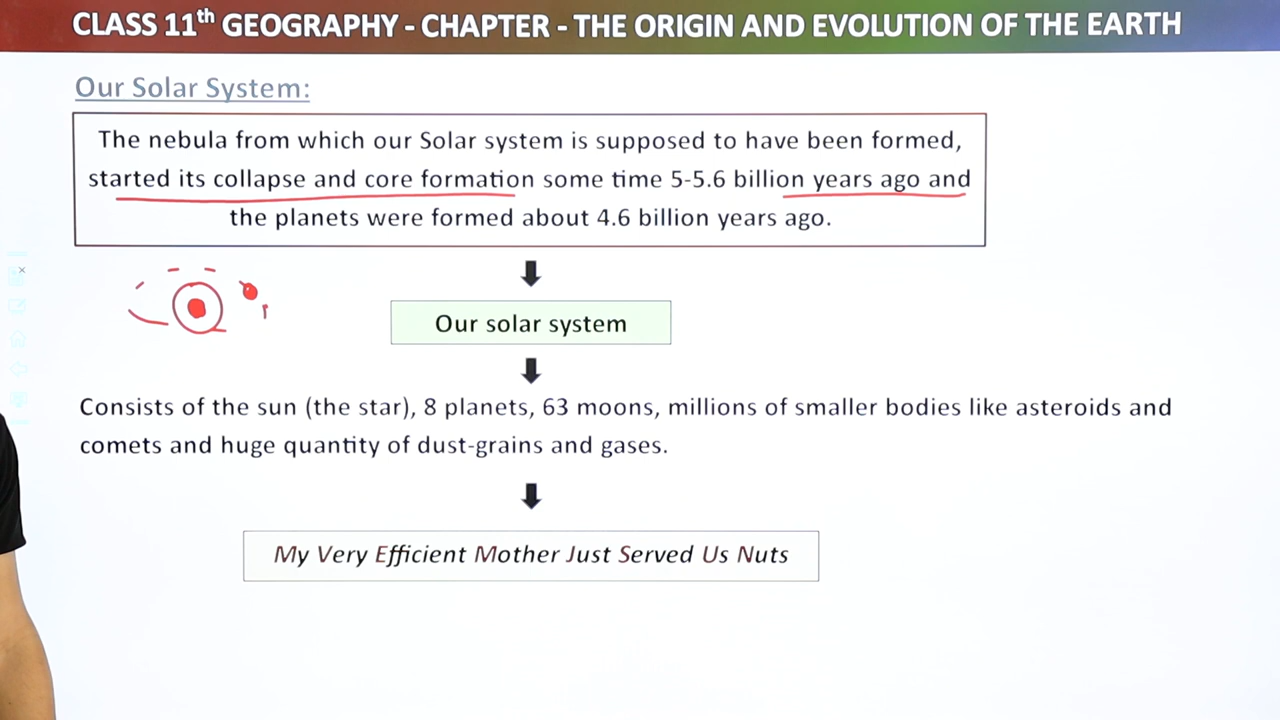 CLASS 11th GEOGRAPHY - CHAPTER - THE ORIGIN AND EVOLUTION OF THE EARTH
Our Solar System:
The nebula from which our Solar system is supposed to have been formed,
started its collapse and core formation some time 5-5.6 billion years ago and
the planets were formed about 4.6 billion years ago.
Our solar system
Consists of the sun (the star), 8 planets, 63 moons, millions of smaller bodies like asteroids and
comets and huge quantity of dust-grains and gases.
My Very Efficient Mother Just Served Us Nuts